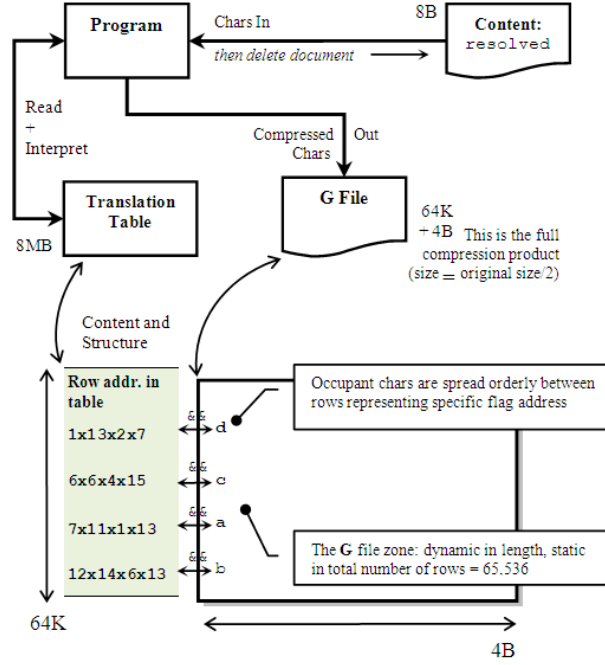 Program
Chars In
8B
Content:
resolved
then delete document
Read
+
Interpret
Compressed
Chars
Out
Translation
Table
8MB
G File
64K
+4B
This is the full
compression product
(size = original size/2)
Content and
Structure
Row addr. in
table
Occupant chars are spread orderly between
rows representing specific flag address
1x13x2x7
&&
d
6x6x4x15
&&
c
7x11x1x13
&&
a
12x14x6x13
&&
b
The G file zone: dynamic in length, static
in total number of rows = 65,536
64K
4B